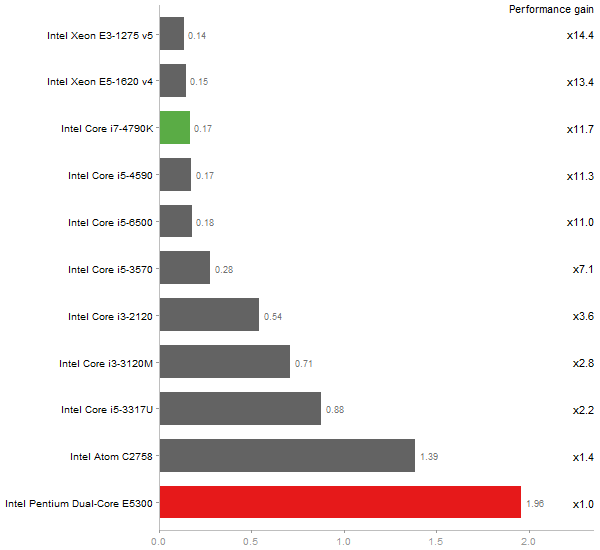 Performance gain
Intel Xeon E3-1275 v5 0.14 x14.4
Intel Xeon E5-1620 v4 0.15 x13.4
Intel Core i7-4790K 0.17 x11.7
Intel Core i5-4590 0.17 x11.3
Intel Core i5-6500 0.18 x11.0
Intel Core i5-3570 0.28 x7.1
Intel Core i3-2120 0.54 x3.6
Intel Core i3-3120M 0.71 x2.8
Intel Core i5-3317U 0.88 x2.2
Intel Atom C2758 1.39 x1.4
Intel Pentium Dual-Core E5300 1.96 x1.0
0.0 0.5 1.0 1.5 2.0